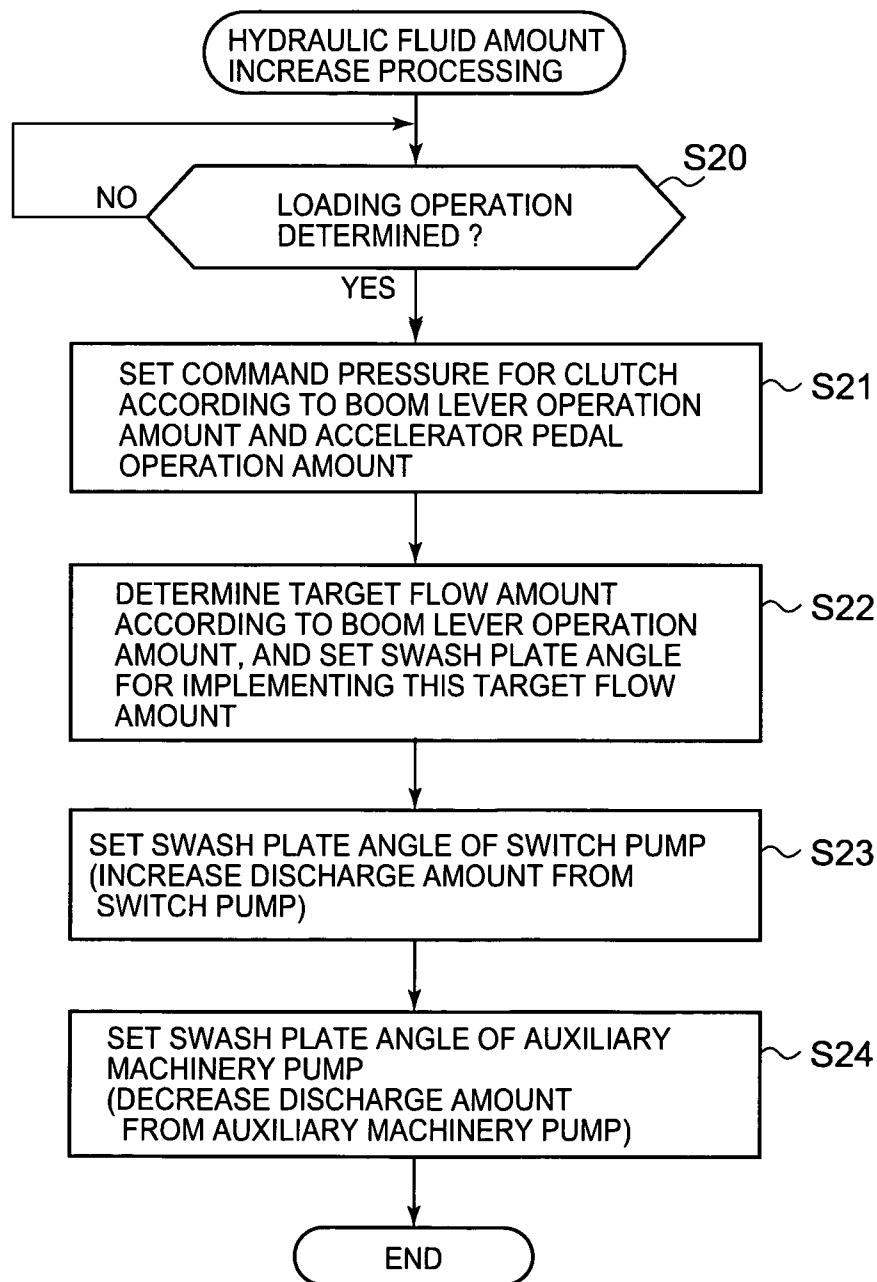 HYDRAULIC FLUID AMOUNT
INCREASE PROCESSING
S20
NO
LOADING OPERATION
DETERMINED ?
YES
S21
SET COMMAND PRESSURE FOR CLUTCH
ACCORDING TO BOOM LEVER OPERATION
AMOUNT AND ACCELERATOR PEDAL
OPERATION AMOUNT
S22
DETERMINE TARGET FLOW AMOUNT
ACCORDING TO BOOM LEVER OPERATION
AMOUNT, AND SET SWASH PLATE ANGLE
FOR IMPLEMENTING THIS TARGET FLOW
AMOUNT
S23
SET SWASH PLATE ANGLE OF SWITCH PUMP
(INCREASE DISCHARGE AMOUNT FROM
SWITCH PUMP)
S24
SET SWASH PLATE ANGLE OF AUXILIARY
MACHINERY PUMP
(DECREASE DISCHARGE AMOUNT
FROM AUXILIARY MACHINERY PUMP)
END